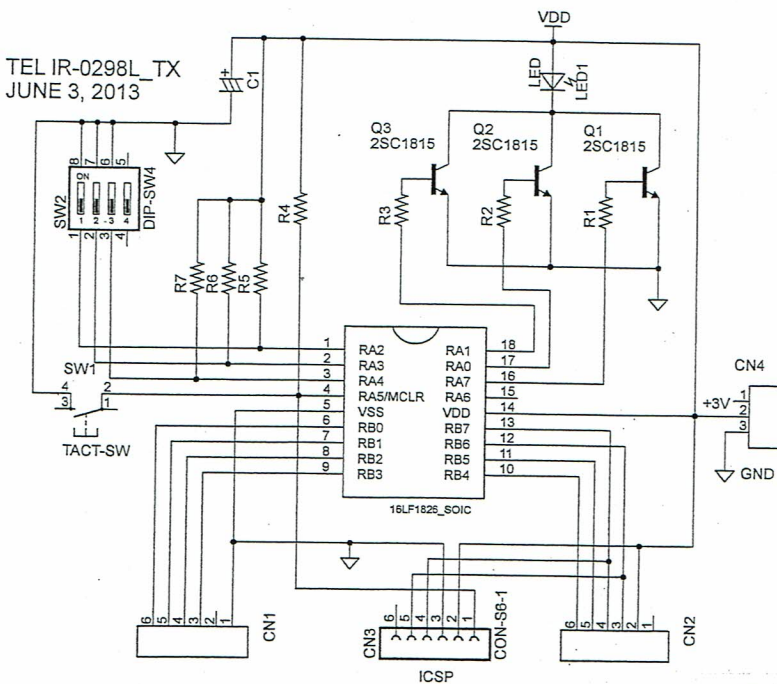 VDD
TEL IR-0298L_TX
JUNE 3, 2013
+
C1
LED
LED1
Q3
2SC1815
Q2
2SC1815
Q1
2SC1815
8 7 6 5
ON
1 2 - 3 4
SW2
DIP-SW4
1 2 3 4
R4
R3
R2
R1
R7
R6
R5
1 RA2
2 RA3
3 RA4
4 RA5/MCLR
5 VSS
6 RB0
7 RB1
8 RB2
9 RB3
RA1 18
RA0 17
RA7 16
RA6 15
VDD 14
RB7 13
RB6 12
RB5 11
RB4 10
16LF1826_SOIC
SW1
4 2
3 1
TACT-SW
CN4
+3V 1
2
3
GND
6 5 4 3 2 1
CN1
CN3
6 5 4 3 2 1
CON-S6-1
ICSP
6 5 4 3 2 1
CN2